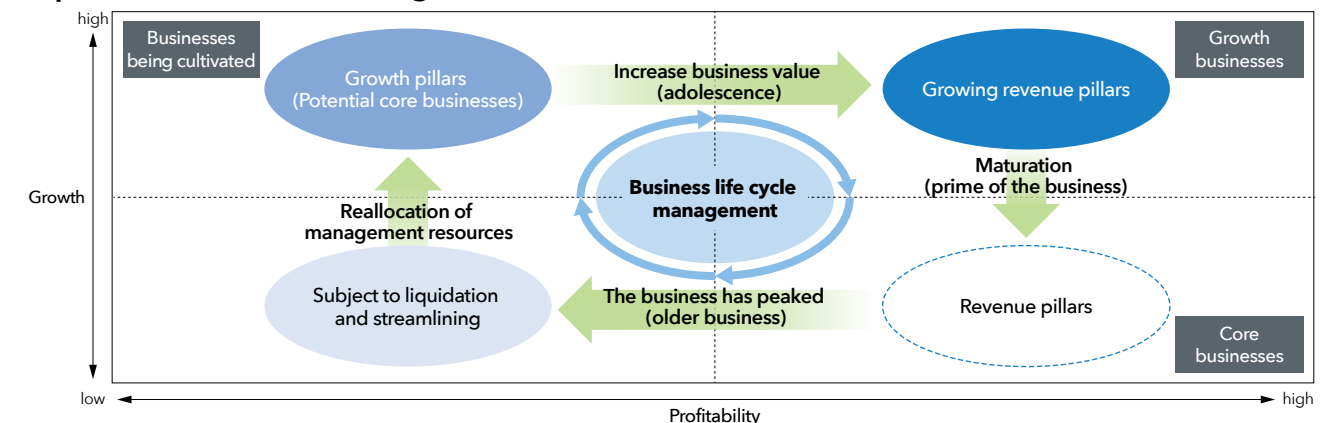 high
Businesses
being cultivated
Growth
businesses
Growth pillars
(Potential core businesses)
Increase business value
(adolescence)
Growing revenue pillars
Maturation
(prime of the business)
Business life cycle
management
Growth
Reallocation of
management resources
Subject to liquidation
and streamlining
The business has peaked
(older business)
Revenue pillars
Core
businesses
low
high
Profitability